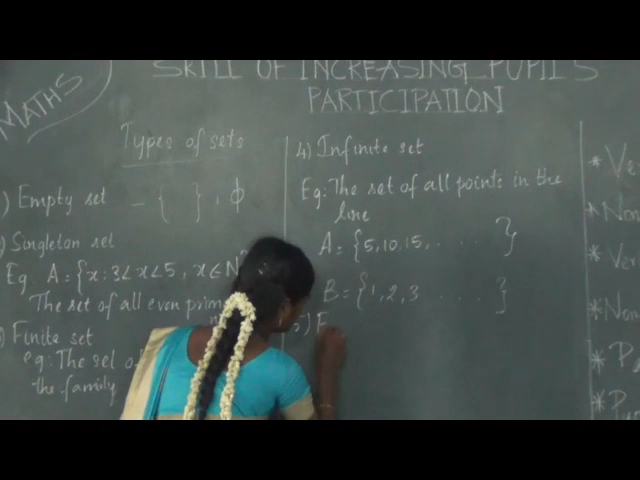 MATHS
SKILL OF INCREASING PUPIL'S
PARTICIPATION
Types of sets
) Empty set - { } , ϕ
) Singleton set
Eg. A = {x : 3 < x < 5, x ∈ N
The set of all even prim
) Finite set
eg: The set o
the family
4) Infinite set
Eg: The set of all points in the
line
A = {5, 10, 15, . . . . }
B = {1, 2, 3 . . . . }
5) E
* Ve
* Non
* Ver
* Non
* P
* P